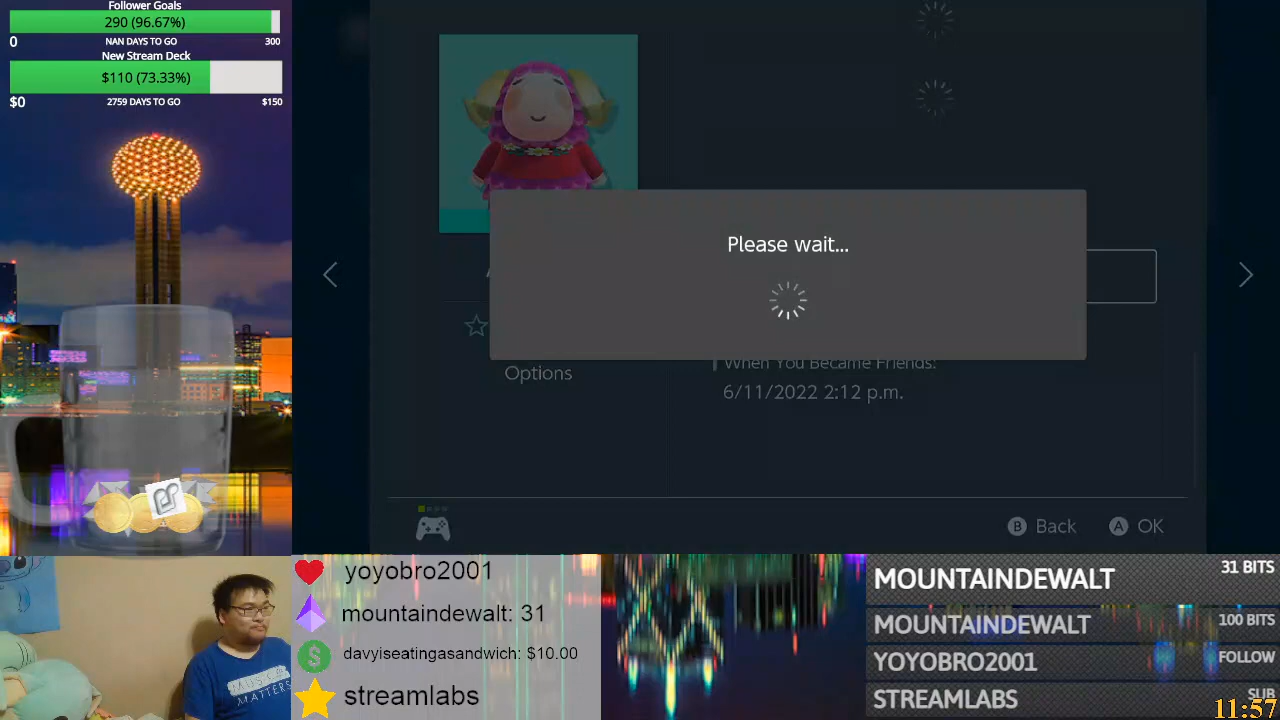 Follower Goals
290 (96.67%)
0
NAN DAYS TO GO
300
New Stream Deck
$110 (73.33%)
$0
2759 DAYS TO GO
$150
Please wait...
Options
When You Became Friends:
6/11/2022 2:12 p.m.
B Back
A OK
MUSIC
MATTERS
yoyobro2001
mountaindewalt: 31
davyiseatingasandwich: $10.00
streamlabs
MOUNTAINDEWALT
31 BITS
MOUNTAINDEWALT
100 BITS
YOYOBRO2001
FOLLOW
STREAMLABS
SUB
11:57